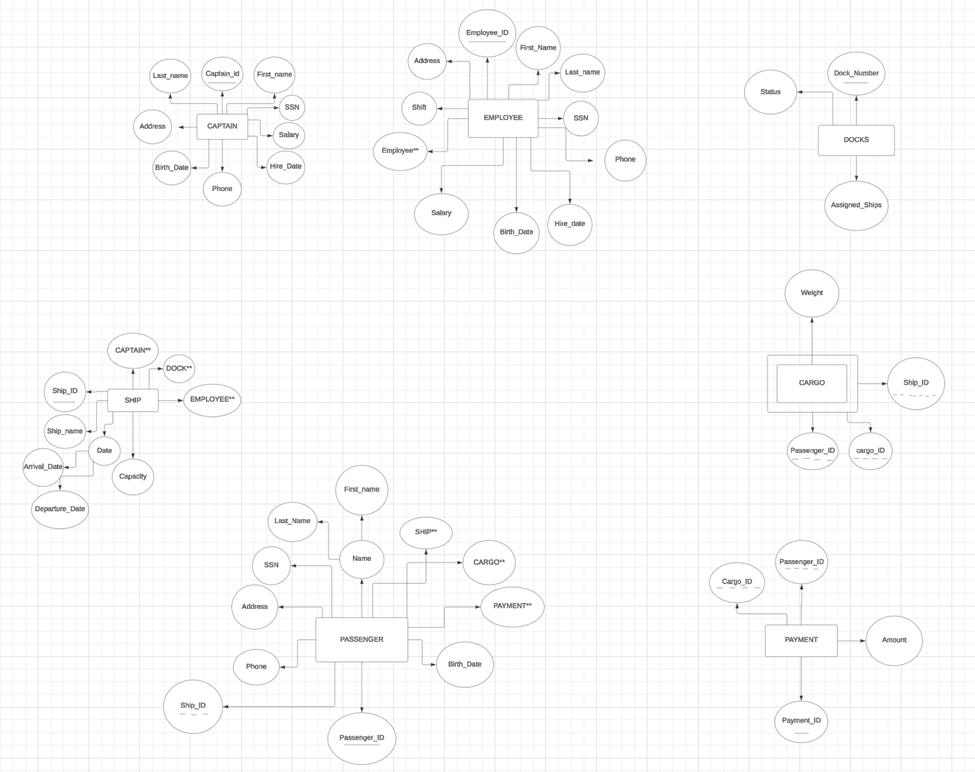 Last_name
Captain_id
First_name
SSN
Address
CAPTAIN
Salary
Birth_Date
Hire_Date
Phone
Employee_ID
First_Name
Address
Last_name
Shift
EMPLOYEE
SSN
Employee**
Phone
Salary
Birth_Date
Hire_date
Dock_Number
Status
DOCKS
Assigned_Ships
Weight
CARGO
Ship_ID
Passenger_ID
cargo_ID
CAPTAIN**
DOCK**
Ship_ID
SHIP
EMPLOYEE**
Ship_name
Date
Arrival_Date
Capacity
Departure_Date
First_name
Last_Name
SHIP**
Name
SSN
CARGO**
Address
PAYMENT**
PASSENGER
Phone
Birth_Date
Ship_ID
Passenger_ID
Passenger_ID
Cargo_ID
PAYMENT
Amount
Payment_ID